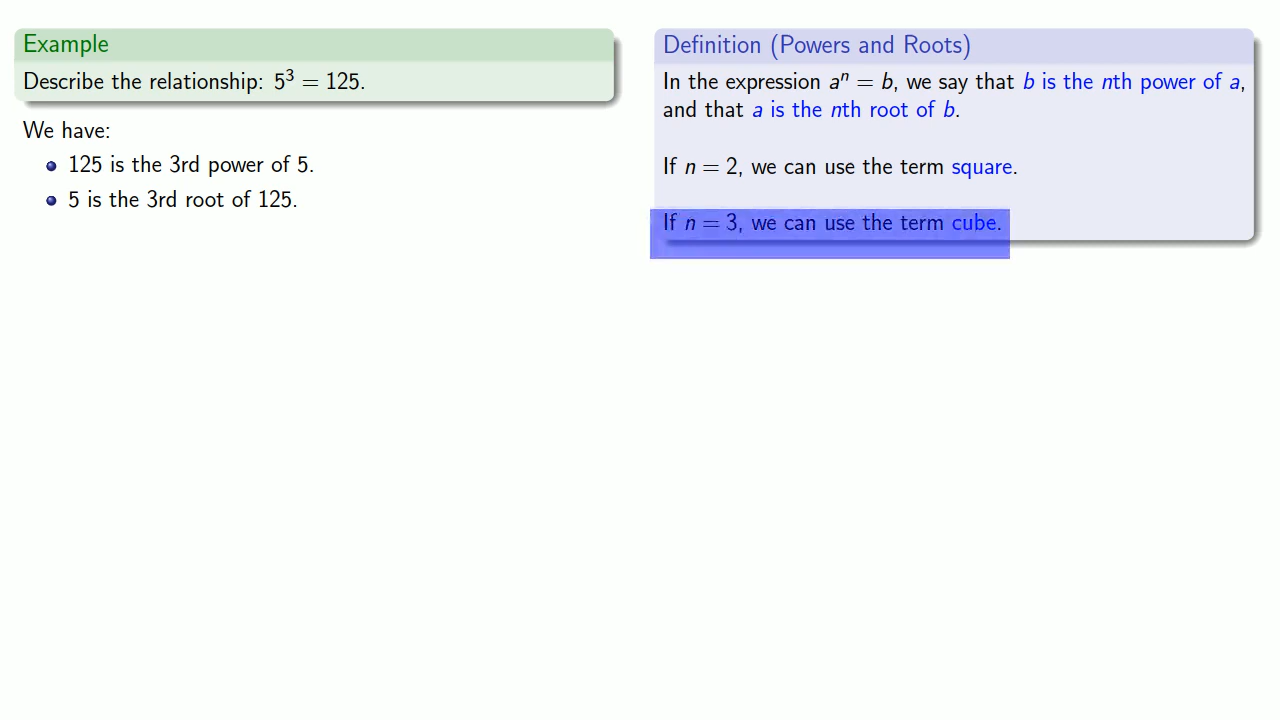 Example
Describe the relationship: 5³ = 125.
We have:
125 is the 3rd power of 5.
5 is the 3rd root of 125.
Definition (Powers and Roots)
In the expression aⁿ = b, we say that b is the nth power of a,
and that a is the nth root of b.
If n = 2, we can use the term square.
If n = 3, we can use the term cube.